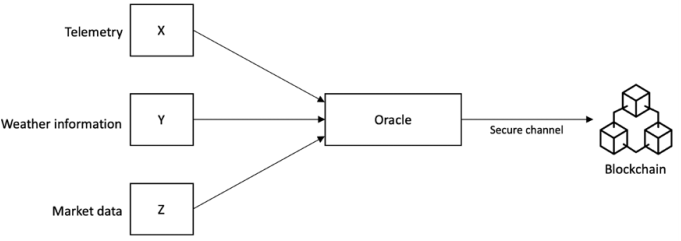 Telemetry
X
Weather information
Y
Oracle
Secure channel
Blockchain
Market data
Z